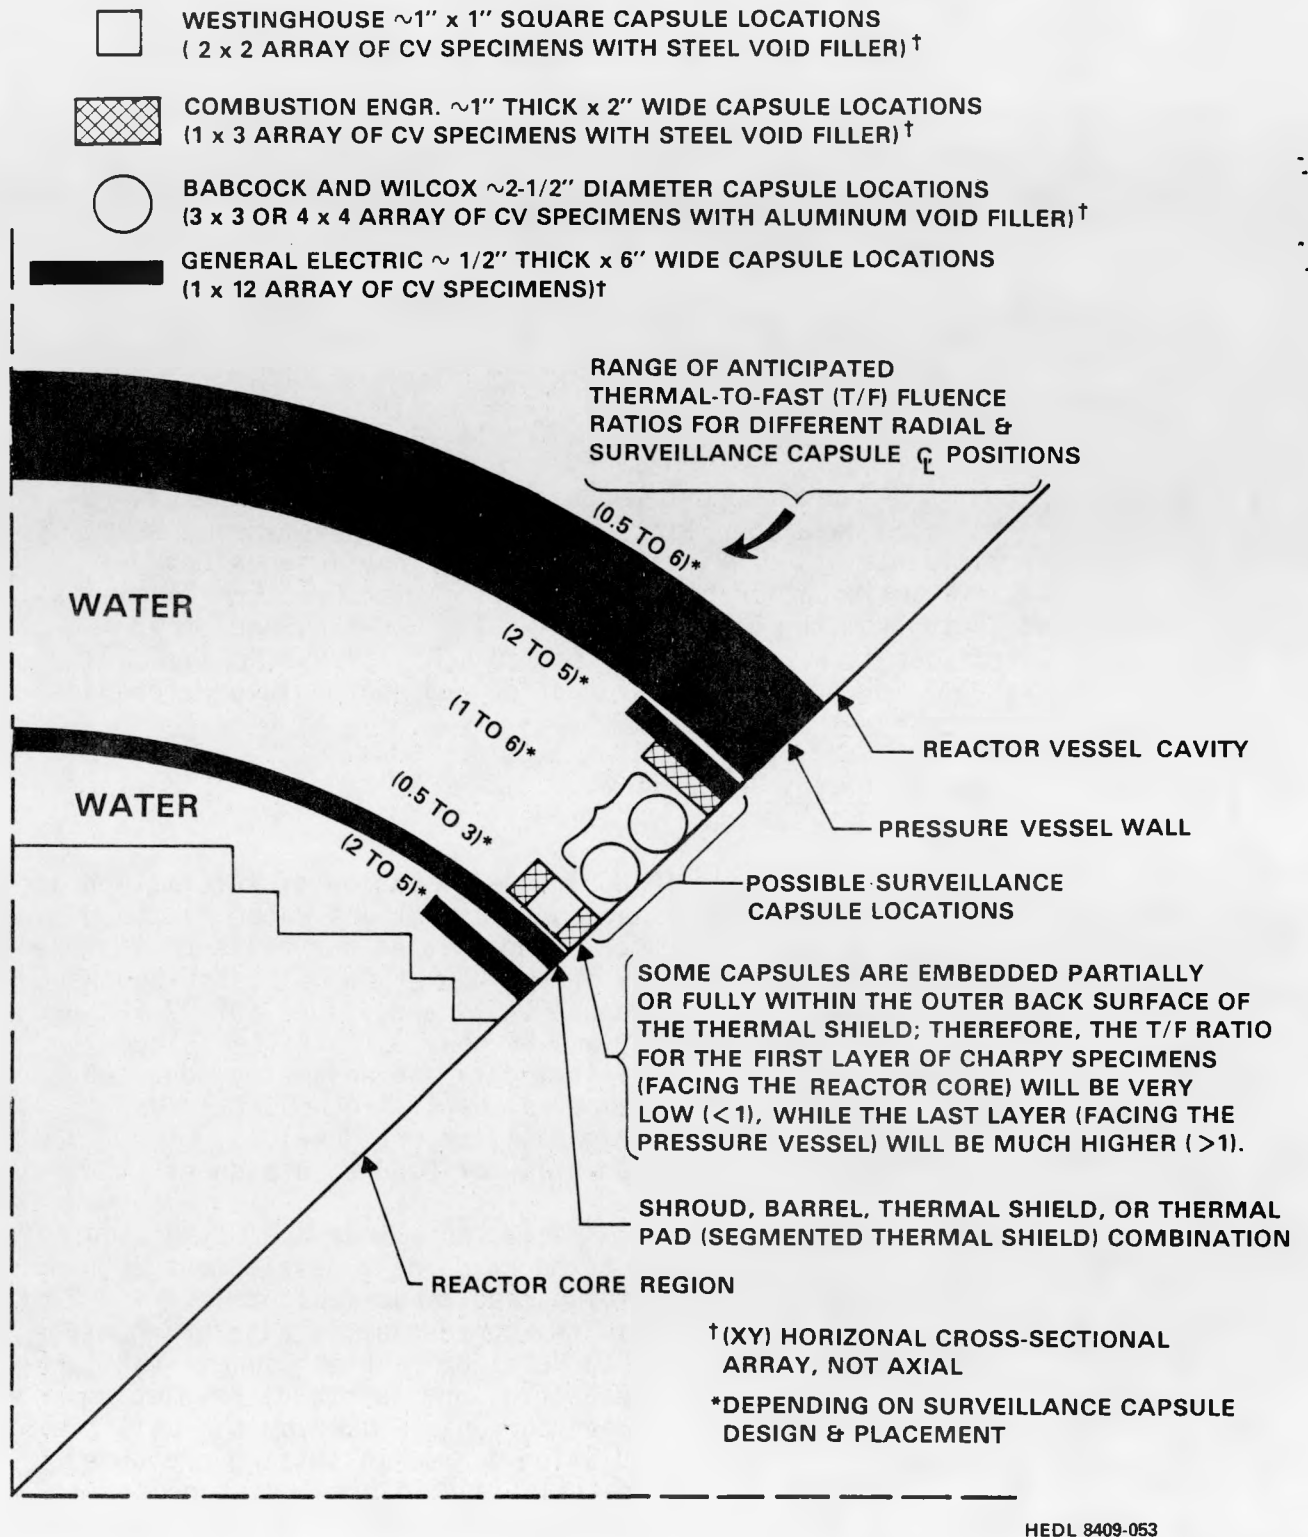 WESTINGHOUSE ~1" x 1" SQUARE CAPSULE LOCATIONS
( 2 x 2 ARRAY OF CV SPECIMENS WITH STEEL VOID FILLER)†
COMBUSTION ENGR. ~1" THICK x 2" WIDE CAPSULE LOCATIONS
(1 x 3 ARRAY OF CV SPECIMENS WITH STEEL VOID FILLER)†
BABCOCK AND WILCOX ~2-1/2" DIAMETER CAPSULE LOCATIONS
(3 x 3 OR 4 x 4 ARRAY OF CV SPECIMENS WITH ALUMINUM VOID FILLER)†
GENERAL ELECTRIC ~ 1/2" THICK x 6" WIDE CAPSULE LOCATIONS
(1 x 12 ARRAY OF CV SPECIMENS)†
RANGE OF ANTICIPATED
THERMAL-TO-FAST (T/F) FLUENCE
RATIOS FOR DIFFERENT RADIAL &
SURVEILLANCE CAPSULE ℄ POSITIONS
(0.5 TO 6)*
WATER
(2 TO 5)*
(1 TO 6)*
REACTOR VESSEL CAVITY
(0.5 TO 3)*
WATER
PRESSURE VESSEL WALL
(2 TO 5)*
POSSIBLE SURVEILLANCE
CAPSULE LOCATIONS
SOME CAPSULES ARE EMBEDDED PARTIALLY
OR FULLY WITHIN THE OUTER BACK SURFACE OF
THE THERMAL SHIELD; THEREFORE, THE T/F RATIO
FOR THE FIRST LAYER OF CHARPY SPECIMENS
(FACING THE REACTOR CORE) WILL BE VERY
LOW (<1), WHILE THE LAST LAYER (FACING THE
PRESSURE VESSEL) WILL BE MUCH HIGHER (>1).
SHROUD, BARREL, THERMAL SHIELD, OR THERMAL
PAD (SEGMENTED THERMAL SHIELD) COMBINATION
REACTOR CORE REGION
†(XY) HORIZONAL CROSS-SECTIONAL
ARRAY, NOT AXIAL
*DEPENDING ON SURVEILLANCE CAPSULE
DESIGN & PLACEMENT
HEDL 8409-053